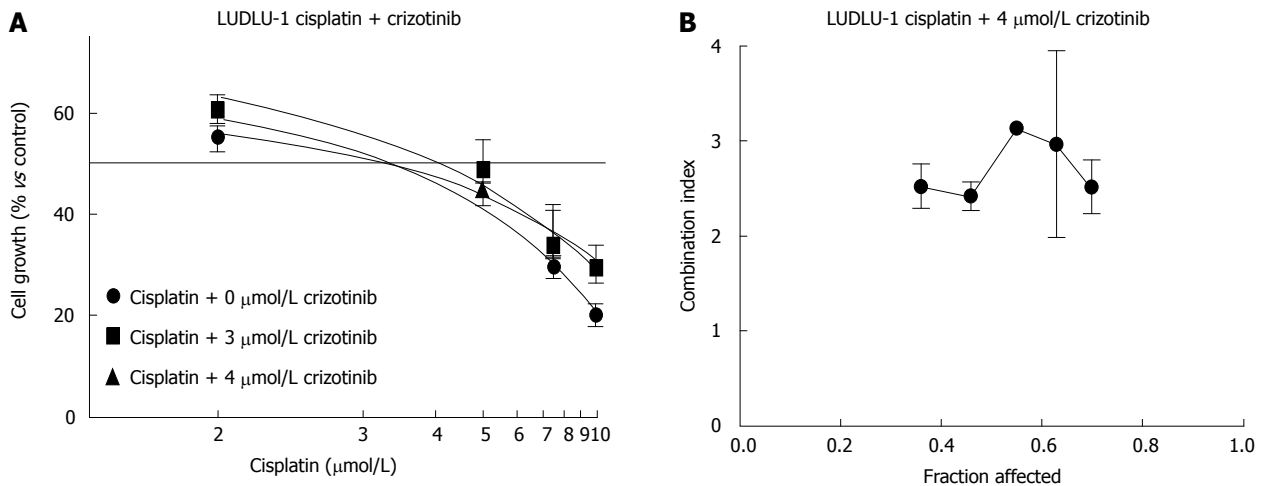 A
LUDLU-1 cisplatin + crizotinib
Cell growth (% vs control)
60
40
20
0
Cisplatin + 0 μmol/L crizotinib
Cisplatin + 3 μmol/L crizotinib
Cisplatin + 4 μmol/L crizotinib
2 3 4 5 6 7 8 910
Cisplatin (μmol/L)
B
LUDLU-1 cisplatin + 4 μmol/L crizotinib
Combination index
4
3
2
1
0
0.0 0.2 0.4 0.6 0.8 1.0
Fraction affected